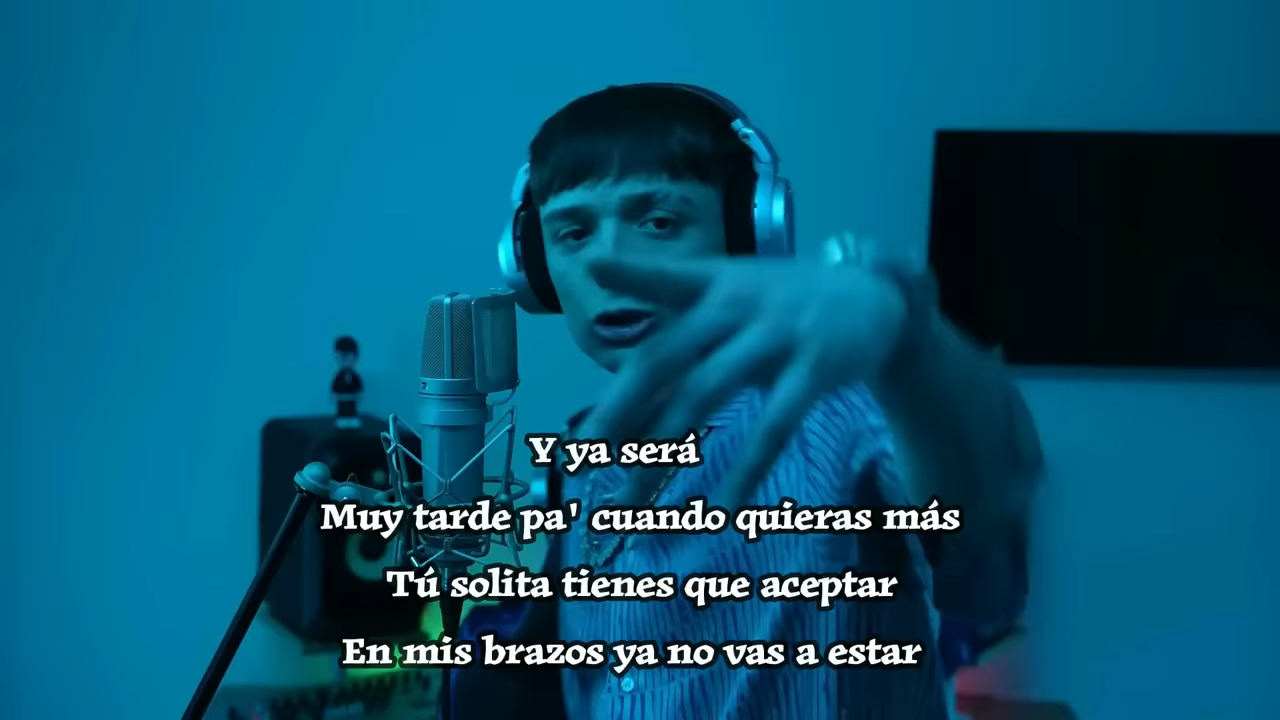 Y ya será
Muy tarde pa' cuando quieras más
Tú solita tienes que aceptar
En mis brazos ya no vas a estar